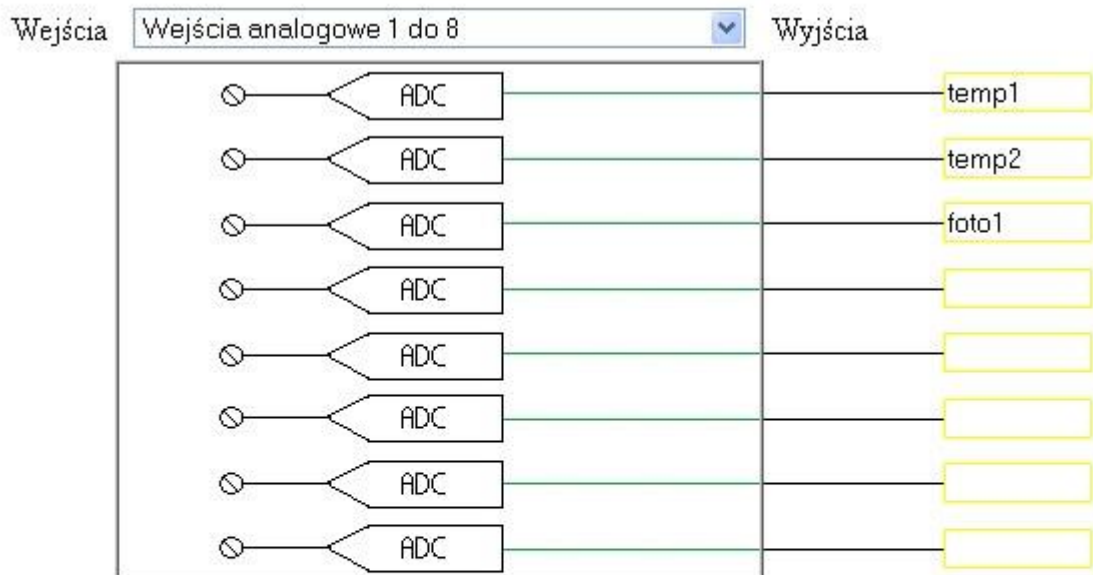 Wejścia Wejścia analogowe 1 do 8 Wyjścia
ADC temp1
ADC temp2
ADC foto1
ADC
ADC
ADC
ADC
ADC